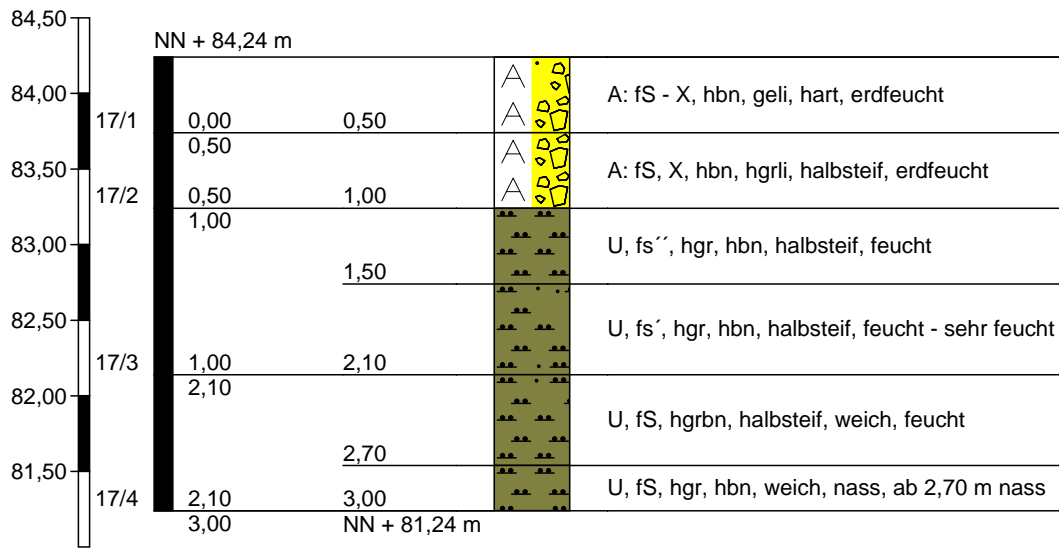 84,50
NN + 84,24 m
A: fS - X, hbn, geli, hart, erdfeucht
84,00
17/1 0,00 0,50
0,50
A: fS, X, hbn, hgrli, halbsteif, erdfeucht
83,50
17/2 0,50 1,00
1,00
U, fs´´, hgr, hbn, halbsteif, feucht
83,00
1,50
82,50
U, fs´, hgr, hbn, halbsteif, feucht - sehr feucht
17/3 1,00 2,10
2,10
82,00
U, fS, hgrbn, halbsteif, weich, feucht
2,70
81,50
U, fS, hgr, hbn, weich, nass, ab 2,70 m nass
17/4 2,10 3,00
3,00 NN + 81,24 m
A
A
A
A